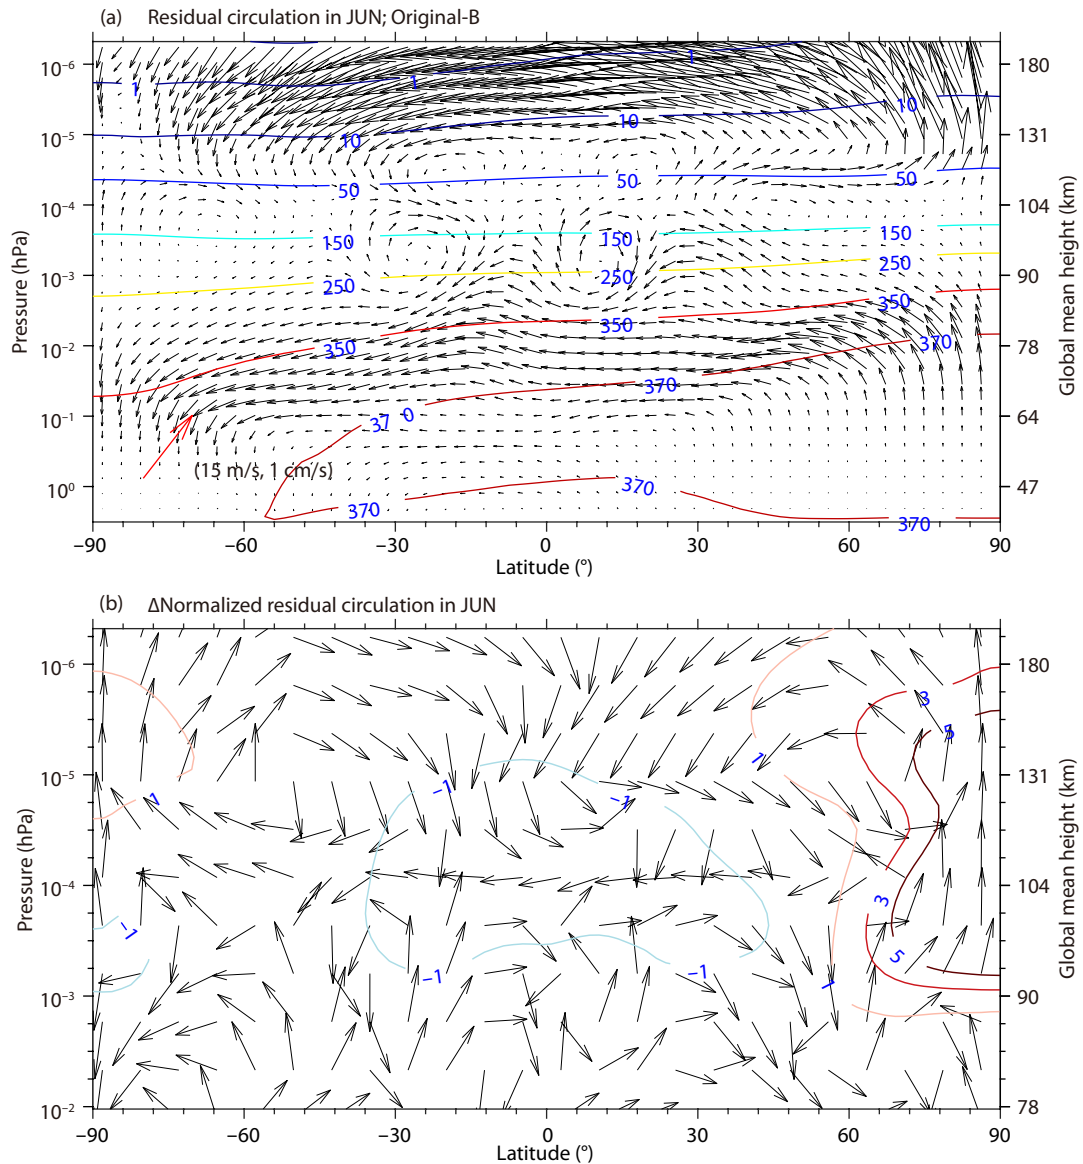 (a) Residual circulation in JUN; Original-B
10⁻⁶ 1 1 1 180
10⁻⁵ 10 10 10 131
50 50 50
10⁻⁴ 104
150 150 150
10⁻³ 250 250 250 90
350 350 350
10⁻² 370 78
370
10⁻¹ 37 0 64
(15 m/s, 1 cm/s)
10⁰ 370 370 370 47
Pressure (hPa)
Global mean height (km)
−90 −60 −30 0 30 60 90
Latitude (°)
(b) ΔNormalized residual circulation in JUN
10⁻⁶ 180
3
5
1
10⁻⁵ 131
1 −1 −1
10⁻⁴ 104
3
−1
5
−1 −1
1
10⁻³ 90
10⁻² 78
Pressure (hPa)
Global mean height (km)
−90 −60 −30 0 30 60 90
Latitude (°)